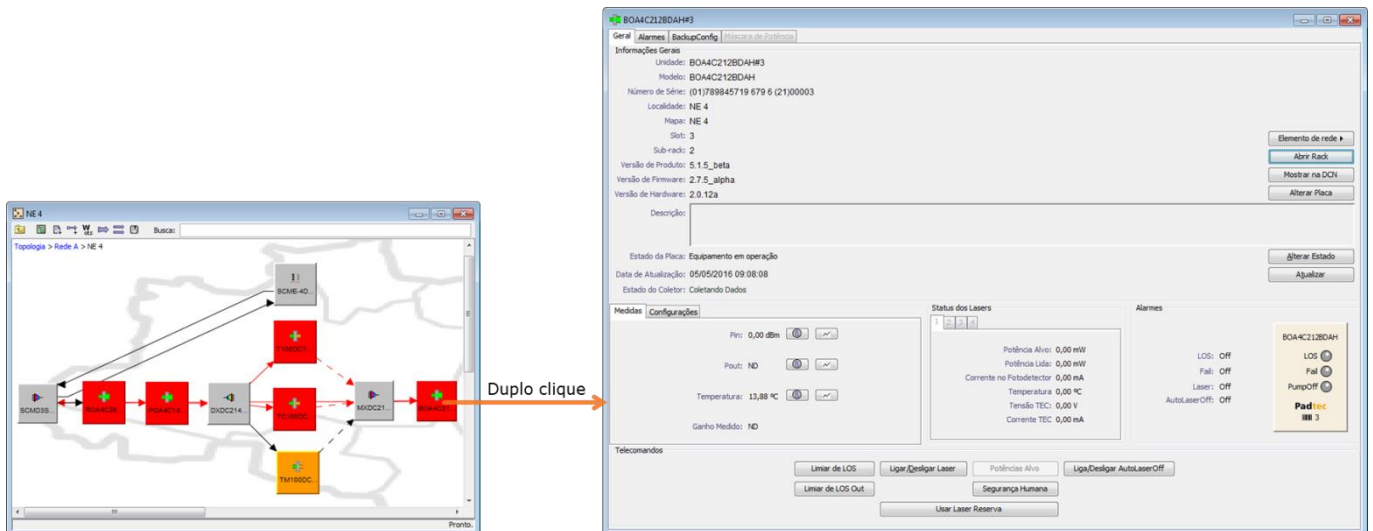 NE 4
Busca:
Topologia > Rede A > NE 4
SCME-4D...
T100DCT...
SCMD3S...
ROA4C38...
POA4C14...
DXDC214...
TC100DC...
MXDC21...
BOA4C21...
TM100DC...
Pronto.
Duplo clique
BOA4C212BDAH#3
Geral Alarmes BackupConfig Máscara de Potência
Informações Gerais
Unidade: BOA4C212BDAH#3
Modelo: BOA4C212BDAH
Número de Série: (01)789845719 679 6 (21)00003
Localidade: NE 4
Mapa: NE 4
Slot: 3
Sub-rack: 2
Versão de Produto: 5.1.5_beta
Versão de Firmware: 2.7.5_alpha
Versão de Hardware: 2.0.12a
Descrição:
Elemento de rede
Abrir Rack
Mostrar na DCN
Alterar Placa
Estado da Placa: Equipamento em operação
Alterar Estado
Data de Atualização: 05/05/2016 09:08:08
Atualizar
Estado do Coletor: Coletando Dados
Medidas Configurações
Pin: 0,00 dBm
Pout: ND
Temperatura: 13,88 ºC
Ganho Medido: ND
Status dos Lasers
1 2 3 4
Potência Alvo: 0,00 mW
Potência Lida: 0,00 mW
Corrente no Fotodetector 0,00 mA
Temperatura 0,00 ºC
Tensão TEC: 0,00 V
Corrente TEC 0,00 mA
Alarmes
LOS: Off
Fail: Off
Laser: Off
AutoLaserOff: Off
BOA4C212BDAH
LOS
Fail
PumpOff
Padtec
3
Telecomandos
Limiar de LOS Ligar/Desligar Laser Potências Alvo Liga/Desligar AutoLaserOff
Limiar de LOS Out Segurança Humana
Usar Laser Reserva